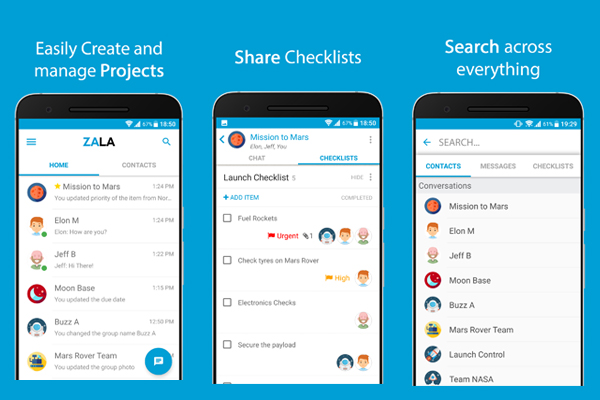 Easily Create and
manage Projects
67% 18:50
ZALA
HOME
CONTACTS
Mission to Mars
1:24 PM
You updated priority of the item from Nor...
Elon M
1:24 PM
Elon: How are you?
Jeff B
1:22 PM
Jeff: Hi There!
Moon Base
1:15 PM
You updated the due date
Buzz A
12:50 PM
You changed the group name Buzz A
Mars Rover Team
You updated the group photo
Share Checklists
67% 18:50
Mission to Mars
Elon, Jeff, You
CHAT
CHECKLISTS
Launch Checklist 5
HIDE
+ ADD ITEM
COMPLETED
Fuel Rockets
Urgent
1
Check tyres on Mars Rover
High
Electronics Checks
Secure the payload
Search across
everything
61% 19:29
SEARCH...
CONTACTS
MESSAGES
CHECKLISTS
Conversations
Mission to Mars
Elon M
Jeff B
Moon Base
Buzz A
Mars Rover Team
Launch Control
Team NASA